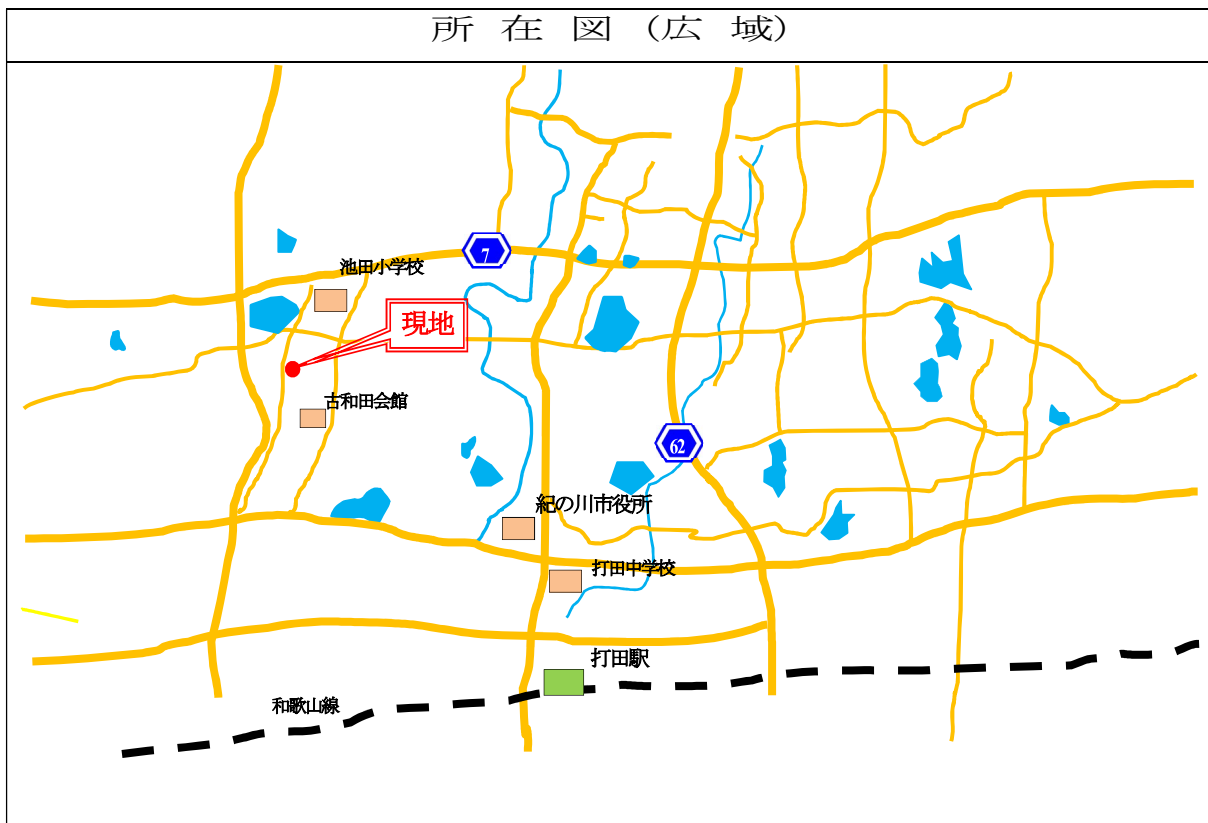 所在図(広域)
7
池田小学校
現地
古和田会館
62
紀の川市役所
打田中学校
打田駅
和歌山線